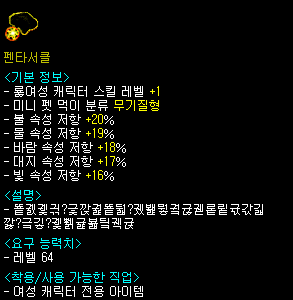 펜타서클
<기본 정보>
- 롤여성 캐릭터 스킬 레벨 +1
- 미니 펫 먹이 분류 무기질형
- 불 속성 저항 +20%
- 물 속성 저항 +19%
- 바람 속성 저항 +18%
- 대지 속성 저항 +17%
- 빛 속성 저항 +16%
<설명>
<요구 능력치>
- 레벨 64
<착용/사용 가능한 직업>
- 여성 캐릭터 전용 아이템